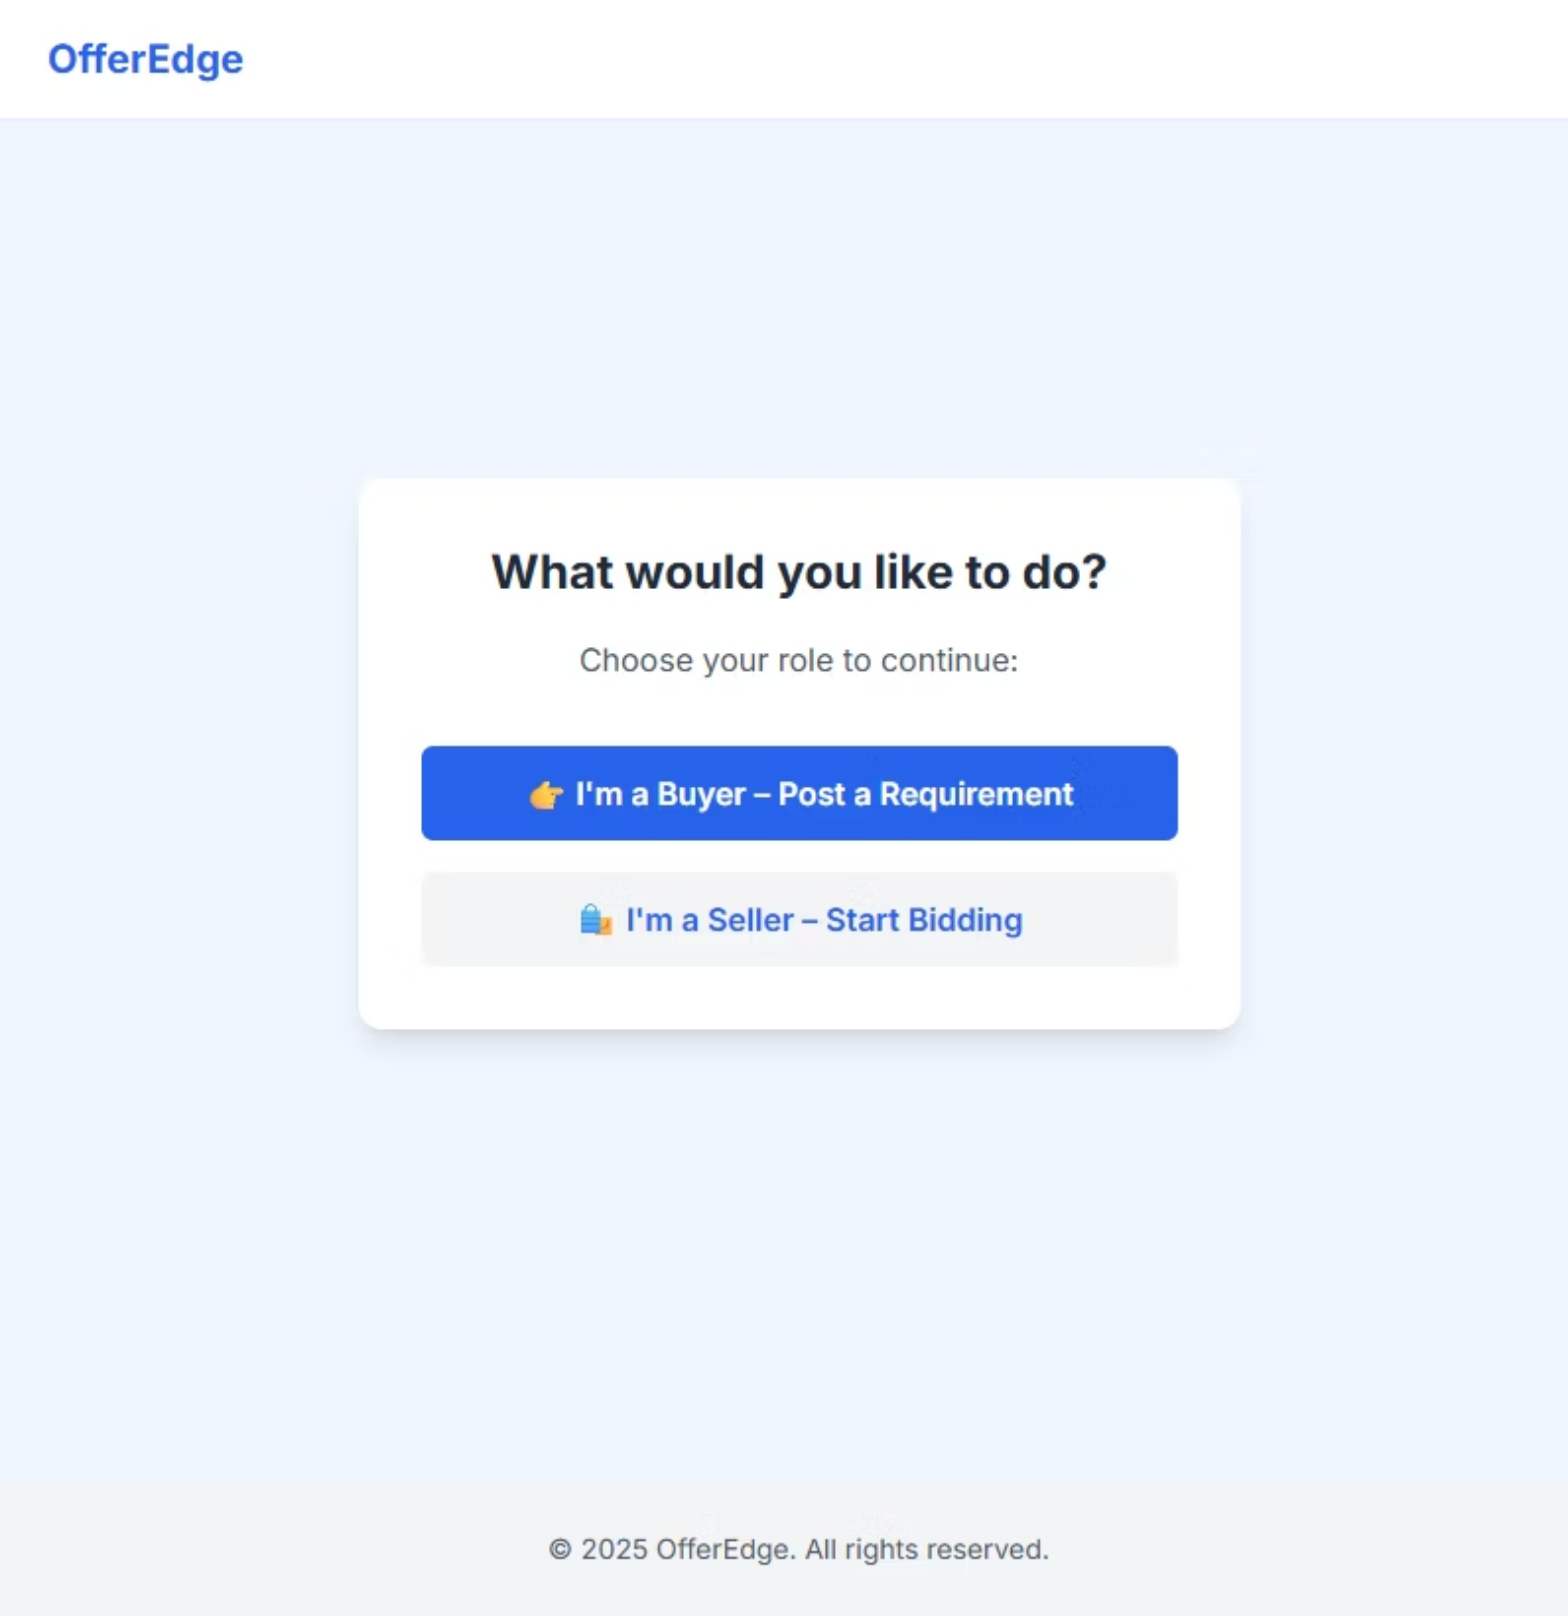 OfferEdge
What would you like to do?
Choose your role to continue:
👉 I'm a Buyer – Post a Requirement
🛍️ I'm a Seller – Start Bidding
© 2025 OfferEdge. All rights reserved.